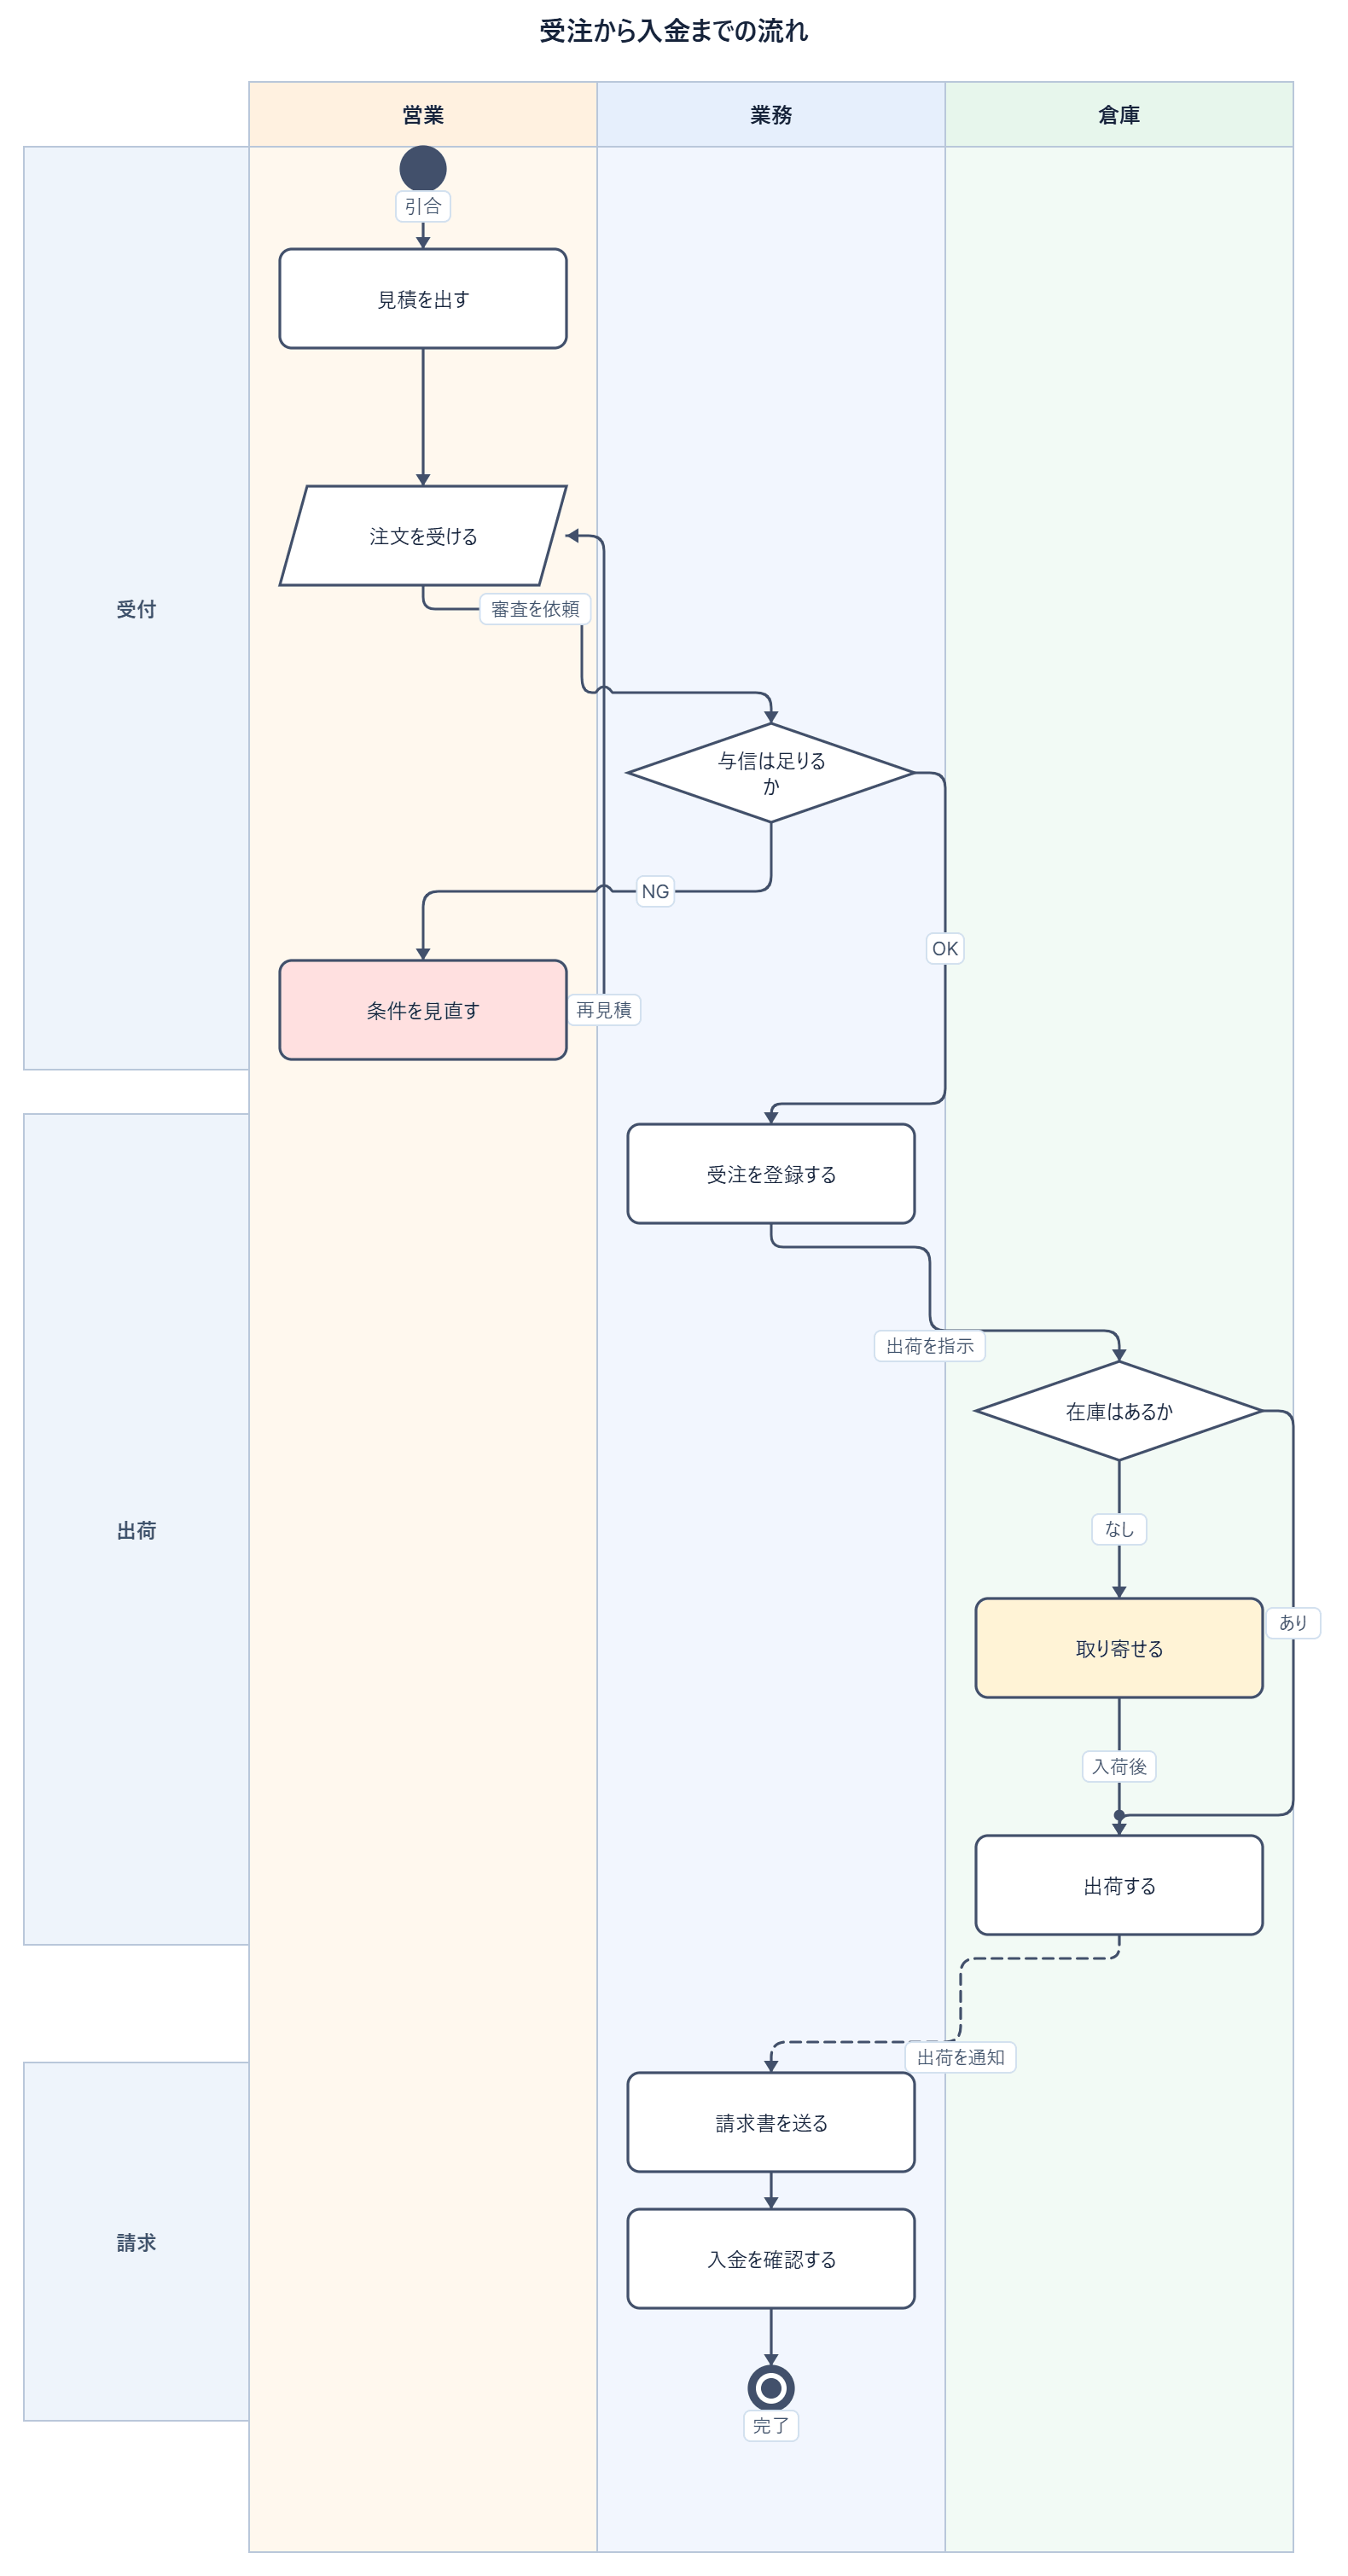 受注から入金までの流れ
営業
業務
倉庫
引合
見積を出す
注文を受ける
受付
審査を依頼
与信は足りる
か
NG
OK
条件を見直す
再見積
受注を登録する
出荷を指示
在庫はあるか
出荷
なし
あり
取り寄せる
入荷後
出荷する
出荷を通知
請求書を送る
請求
入金を確認する
完了